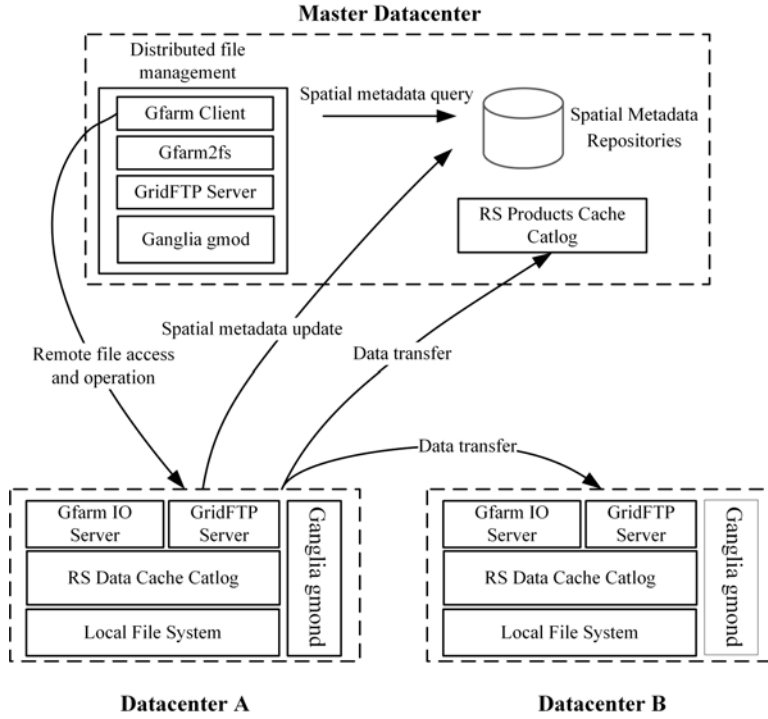 Master Datacenter
Distributed file
management
Gfarm Client
Gfarm2fs
GridFTP Server
Ganglia gmod
Spatial metadata query
Spatial Metadata
Repositories
RS Products Cache
Catlog
Spatial metadata update
Remote file access
and operation
Data transfer
Data transfer
Gfarm IO
Server
GridFTP
Server
Ganglia gmond
RS Data Cache Catlog
Local File System
Gfarm IO
Server
GridFTP
Server
Ganglia gmond
RS Data Cache Catlog
Local File System
Datacenter A
Datacenter B